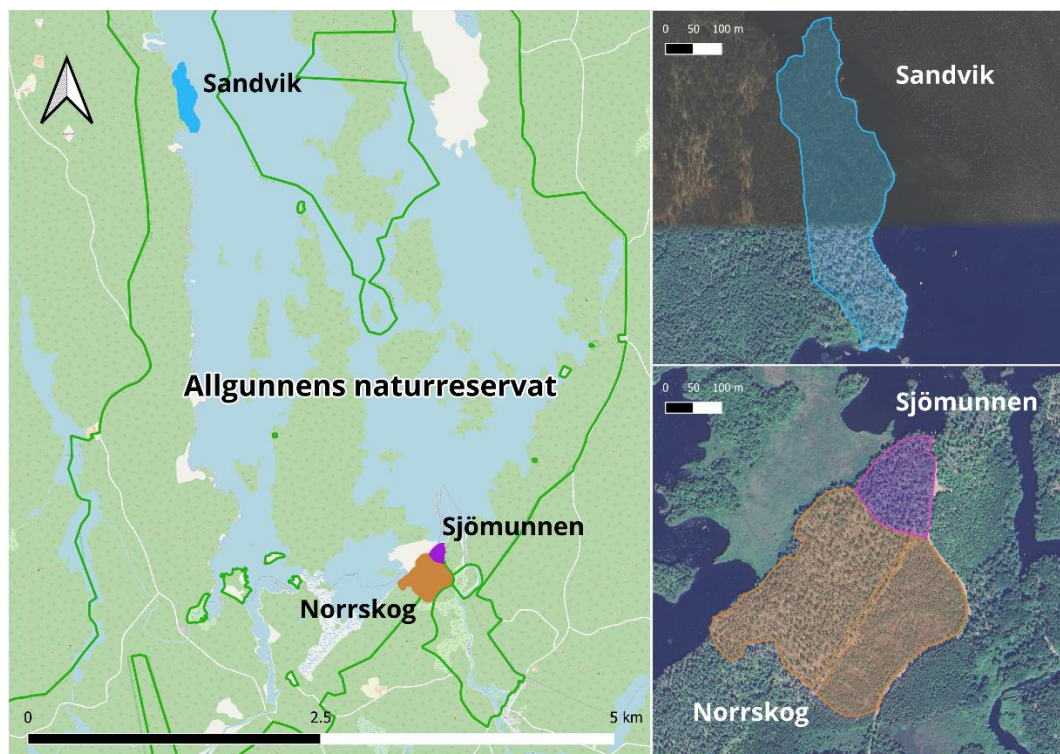 Sandvik
Allgunnens naturreservat
Sjömunnen
Norrskog
0 2.5 5 km
0 50 100 m
Sandvik
0 50 100 m
Sjömunnen
Norrskog